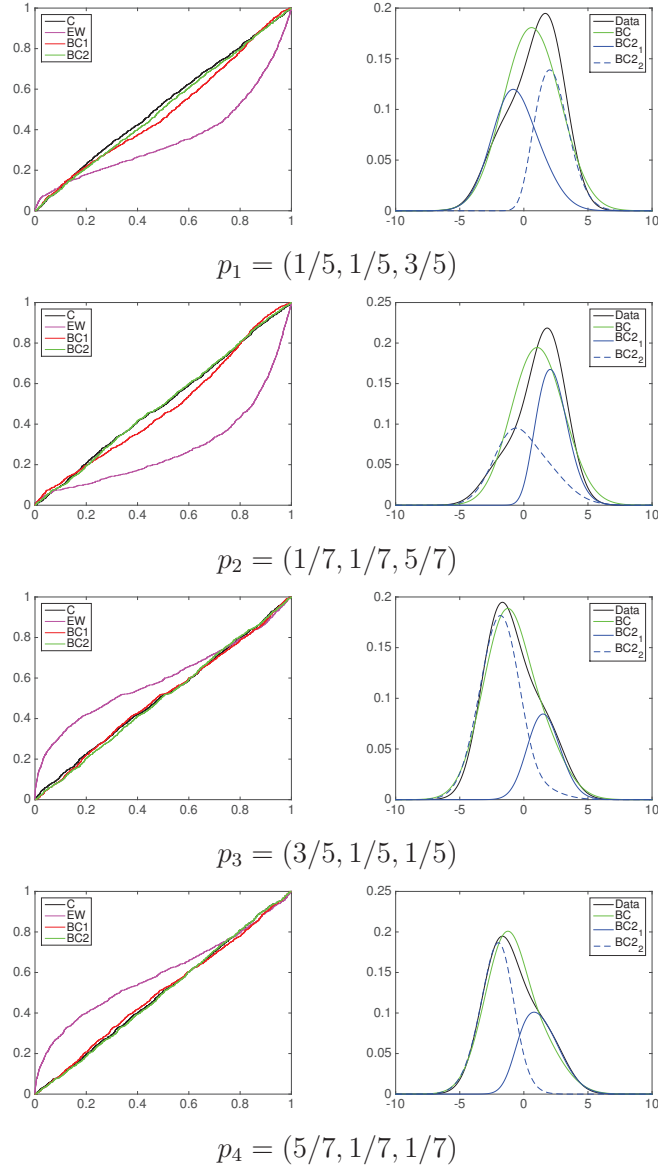 1
0.8
0.6
0.4
0.2
0
0 0.2 0.4 0.6 0.8 1
C
EW
BC1
BC2
0.2
0.15
0.1
0.05
0
-10 -5 0 5 10
Data
BC
BC2₁
BC2₂
p₁ = (1/5, 1/5, 3/5)
1
0.8
0.6
0.4
0.2
0
0 0.2 0.4 0.6 0.8 1
C
EW
BC1
BC2
0.25
0.2
0.15
0.1
0.05
0
-10 -5 0 5 10
Data
BC
BC2₁
BC2₂
p₂ = (1/7, 1/7, 5/7)
1
0.8
0.6
0.4
0.2
0
0 0.2 0.4 0.6 0.8 1
C
EW
BC1
BC2
0.2
0.15
0.1
0.05
0
-10 -5 0 5 10
Data
BC
BC2₁
BC2₂
p₃ = (3/5, 1/5, 1/5)
1
0.8
0.6
0.4
0.2
0
0 0.2 0.4 0.6 0.8 1
C
EW
BC1
BC2
0.25
0.2
0.15
0.1
0.05
0
-10 -5 0 5 10
Data
BC
BC2₁
BC2₂
p₄ = (5/7, 1/7, 1/7)